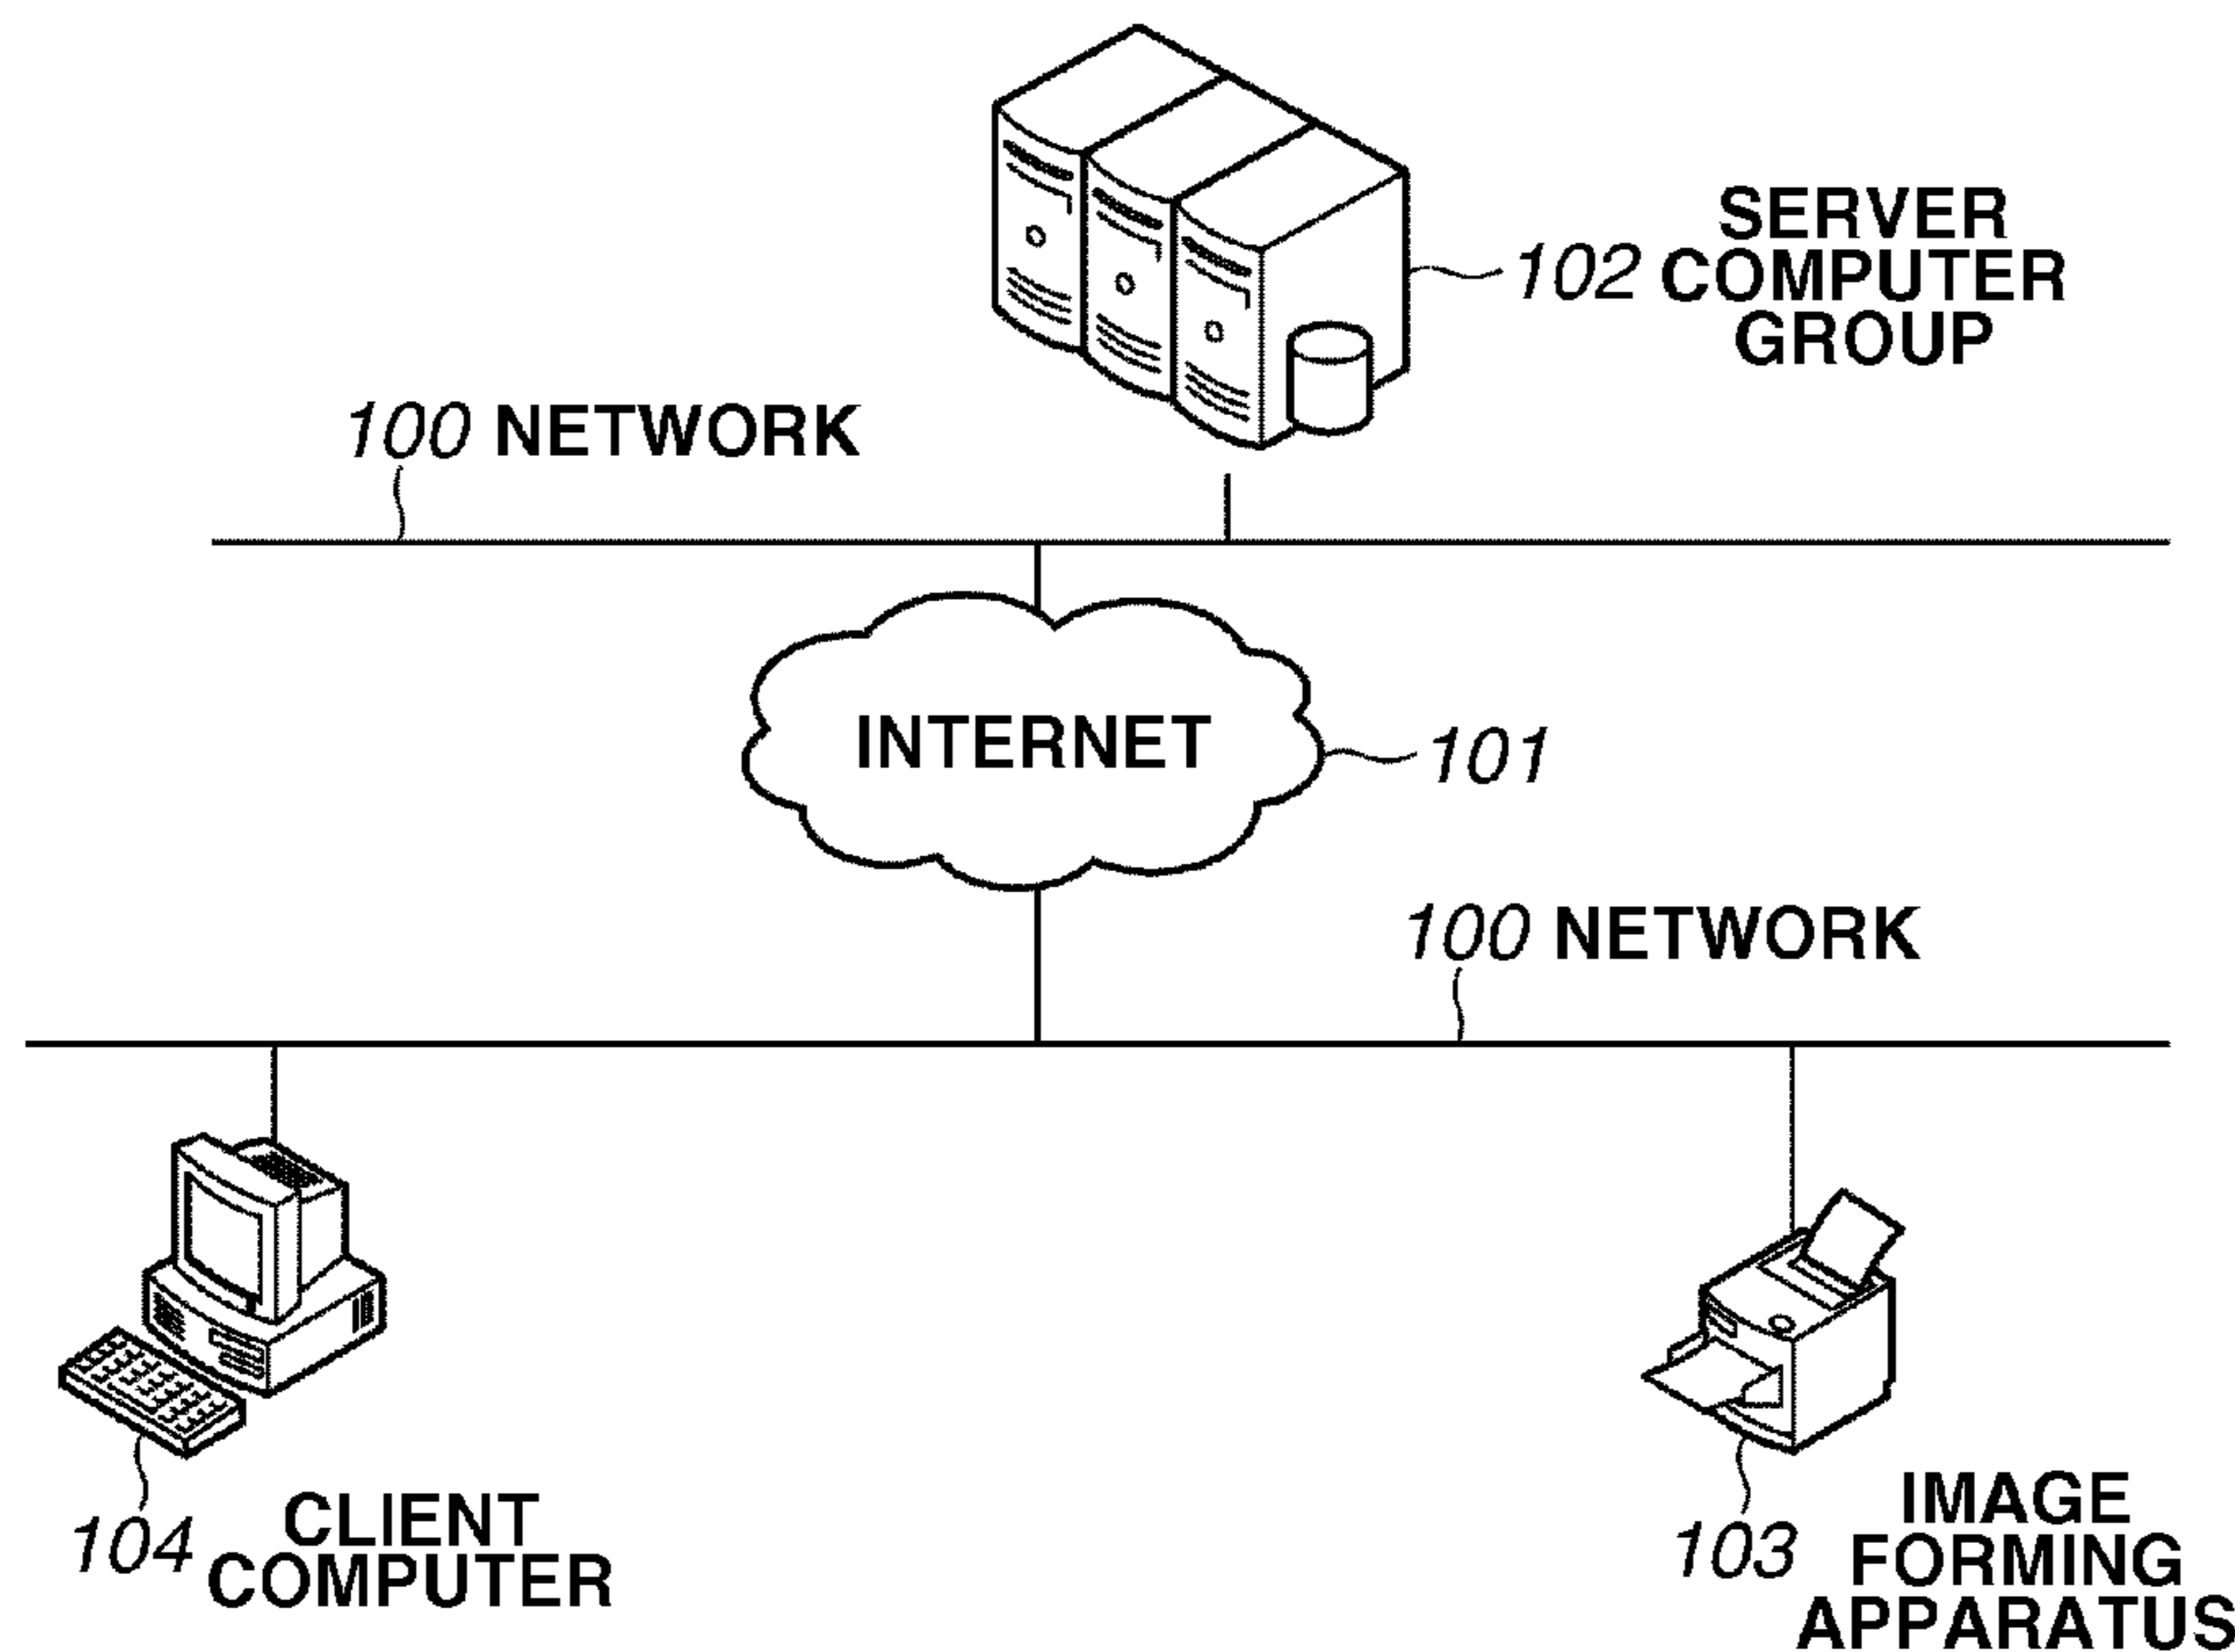 SERVER
102 COMPUTER
GROUP
100 NETWORK
INTERNET
101
100 NETWORK
CLIENT
104 COMPUTER
IMAGE
103 FORMING
APPARATUS